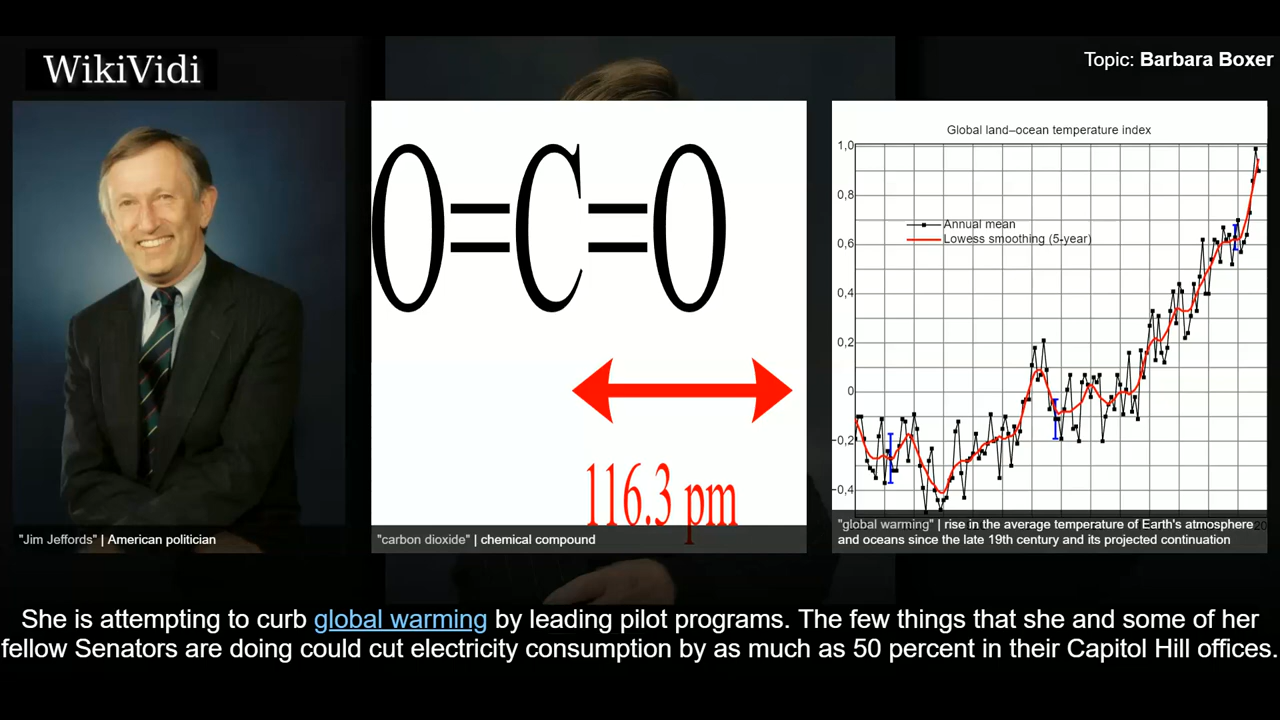 WikiVidi
Topic: Barbara Boxer
O=C=O
116.3 pm
"Jim Jeffords" | American politician
"carbon dioxide" | chemical compound
Global land–ocean temperature index
1,0
0,8
0,6
0,4
0,2
0
−0,2
−0,4
Annual mean
Lowess smoothing (5-year)
"global warming" | rise in the average temperature of Earth's atmosphere
and oceans since the late 19th century and its projected continuation
She is attempting to curb global warming by leading pilot programs. The few things that she and some of her
fellow Senators are doing could cut electricity consumption by as much as 50 percent in their Capitol Hill offices.